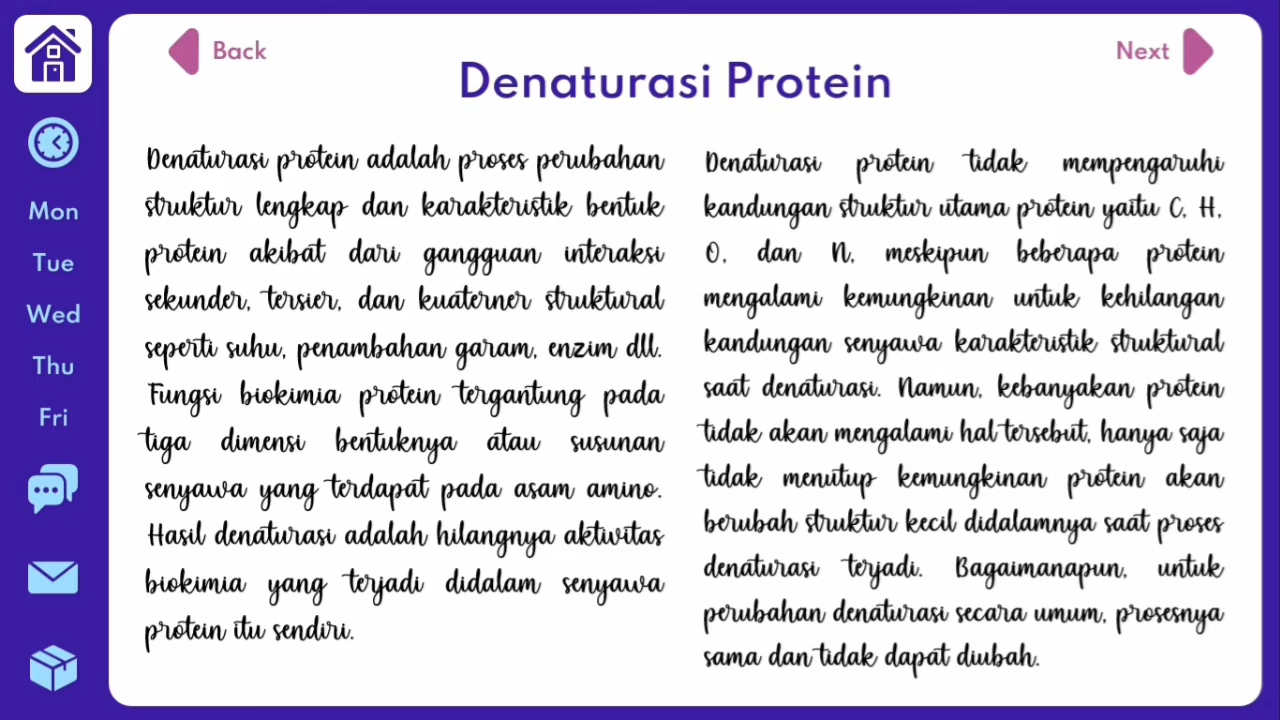 Back
Next
Denaturasi Protein
Mon
Tue
Wed
Thu
Fri
Denaturasi protein adalah proses perubahan
struktur lengkap dan karakteristik bentuk
protein akibat dari gangguan interaksi
sekunder, tersier, dan kuaterner struktural
seperti suhu, penambahan garam, enzim dll.
Fungsi biokimia protein tergantung pada
tiga dimensi bentuknya atau susunan
senyawa yang terdapat pada asam amino.
Hasil denaturasi adalah hilangnya aktivitas
biokimia yang terjadi didalam senyawa
protein itu sendiri.
Denaturasi protein tidak mempengaruhi
kandungan struktur utama protein yaitu C, H,
O, dan N, meskipun beberapa protein
mengalami kemungkinan untuk kehilangan
kandungan senyawa karakteristik struktural
saat denaturasi. Namun, kebanyakan protein
tidak akan mengalami hal tersebut, hanya saja
tidak menutup kemungkinan protein akan
berubah struktur kecil didalamnya saat proses
denaturasi terjadi. Bagaimanapun, untuk
perubahan denaturasi secara umum, prosesnya
sama dan tidak dapat diubah.